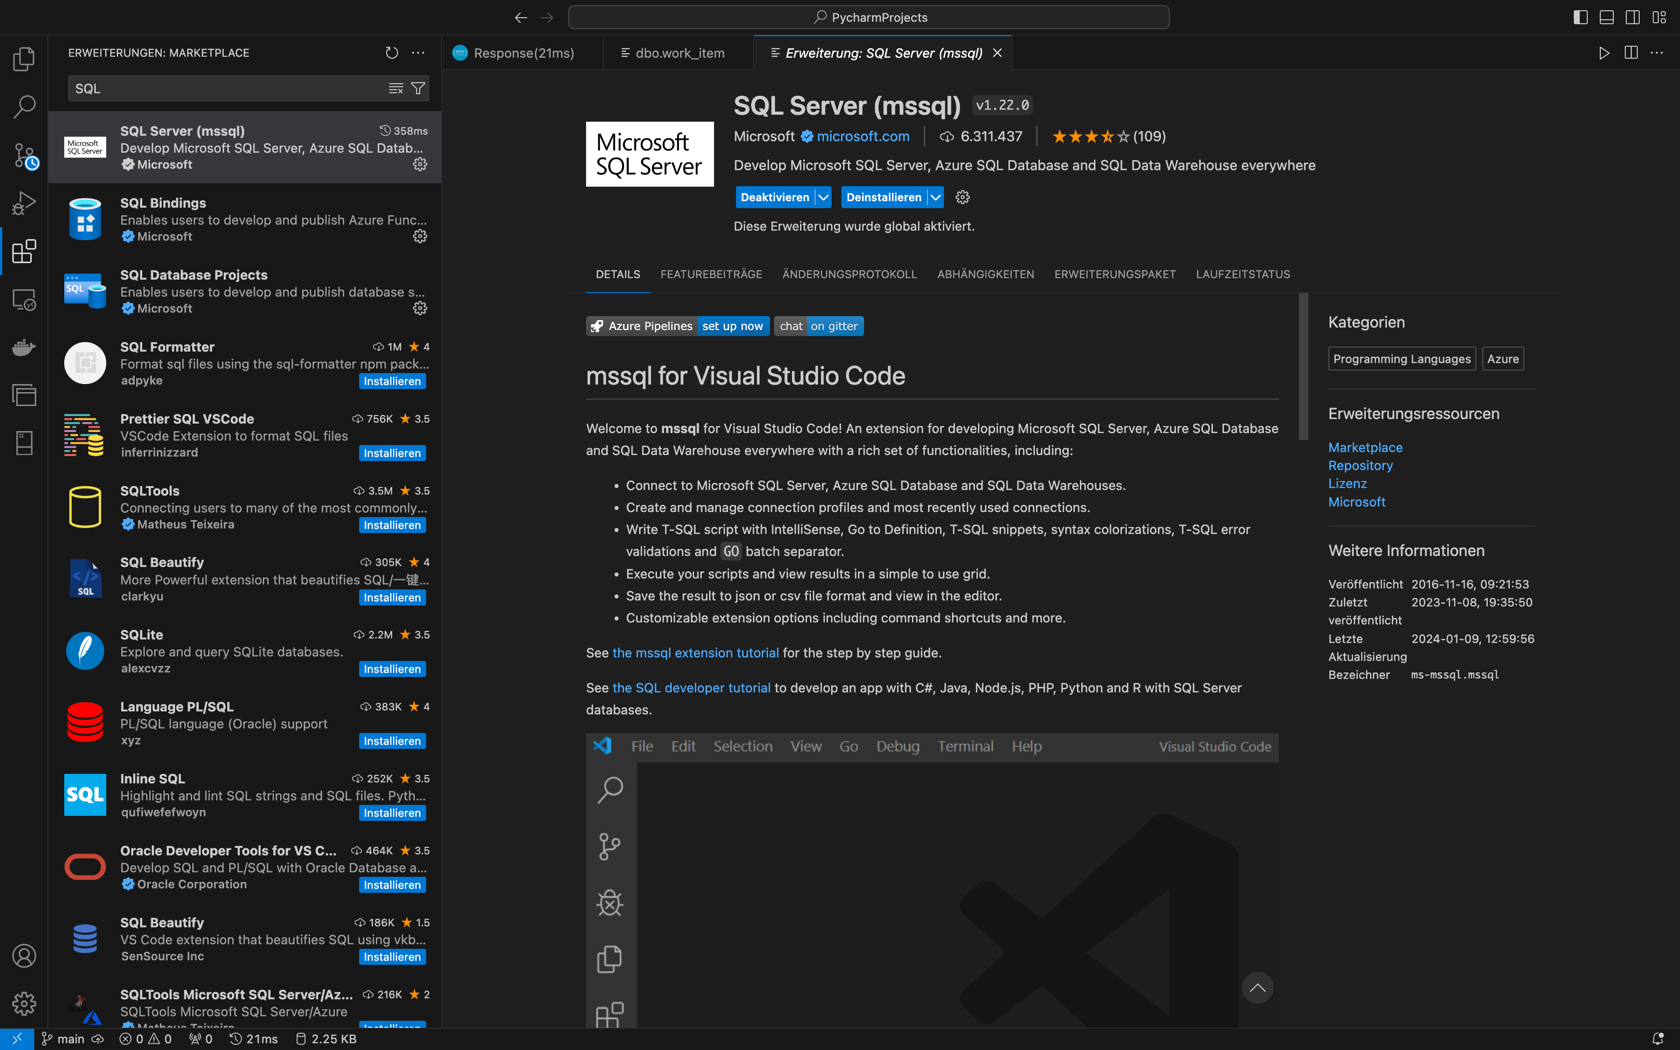 PycharmProjects
ERWEITERUNGEN: MARKETPLACE
SQL
Response(21ms)
dbo.work_item
Erweiterung: SQL Server (mssql)
Microsoft
SQL Server
SQL Server (mssql)
358ms
Develop Microsoft SQL Server, Azure SQL Datab...
Microsoft
SQL Bindings
Enables users to develop and publish Azure Func...
Microsoft
SQL
SQL Database Projects
Enables users to develop and publish database s...
Microsoft
SQL Formatter
1M
4
Format sql files using the sql-formatter npm pack...
adpyke
Installieren
Prettier SQL VSCode
756K
3.5
VSCode Extension to format SQL files
inferrinizzard
Installieren
SQLTools
3.5M
3.5
Connecting users to many of the most commonly...
Matheus Teixeira
Installieren
SQL
SQL Beautify
305K
4
More Powerful extension that beautifies SQL/一键...
clarkyu
Installieren
SQLite
2.2M
3.5
Explore and query SQLite databases.
alexcvzz
Installieren
Language PL/SQL
383K
4
PL/SQL language (Oracle) support
xyz
Installieren
SQL
Inline SQL
252K
3.5
Highlight and lint SQL strings and SQL files. Pyth...
qufiwefefwoyn
Installieren
Oracle Developer Tools for VS C...
464K
3.5
Develop SQL and PL/SQL with Oracle Database a...
Oracle Corporation
Installieren
SQL Beautify
186K
1.5
VS Code extension that beautifies SQL using vkb...
SenSource Inc
Installieren
SQLTools Microsoft SQL Server/Az...
216K
2
SQLTools Microsoft SQL Server/Azure
Matheus Teixeira
Installieren
Microsoft
SQL Server
SQL Server (mssql) v1.22.0
Microsoft microsoft.com 6.311.437 (109)
Develop Microsoft SQL Server, Azure SQL Database and SQL Data Warehouse everywhere
Deaktivieren Deinstallieren
Diese Erweiterung wurde global aktiviert.
DETAILS FEATUREBEITRÄGE ÄNDERUNGSPROTOKOLL ABHÄNGIGKEITEN ERWEITERUNGSPAKET LAUFZEITSTATUS
Azure Pipelines set up now chat on gitter
mssql for Visual Studio Code
Welcome to mssql for Visual Studio Code! An extension for developing Microsoft SQL Server, Azure SQL Database
and SQL Data Warehouse everywhere with a rich set of functionalities, including:
• Connect to Microsoft SQL Server, Azure SQL Database and SQL Data Warehouses.
• Create and manage connection profiles and most recently used connections.
• Write T-SQL script with IntelliSense, Go to Definition, T-SQL snippets, syntax colorizations, T-SQL error
validations and GO batch separator.
• Execute your scripts and view results in a simple to use grid.
• Save the result to json or csv file format and view in the editor.
• Customizable extension options including command shortcuts and more.
See the mssql extension tutorial for the step by step guide.
See the SQL developer tutorial to develop an app with C#, Java, Node.js, PHP, Python and R with SQL Server
databases.
File Edit Selection View Go Debug Terminal Help Visual Studio Code
Kategorien
Programming Languages Azure
Erweiterungsressourcen
Marketplace
Repository
Lizenz
Microsoft
Weitere Informationen
Veröffentlicht 2016-11-16, 09:21:53
Zuletzt 2023-11-08, 19:35:50
veröffentlicht
Letzte 2024-01-09, 12:59:56
Aktualisierung
Bezeichner ms-mssql.mssql
main 0 0 0 21ms 2.25 KB